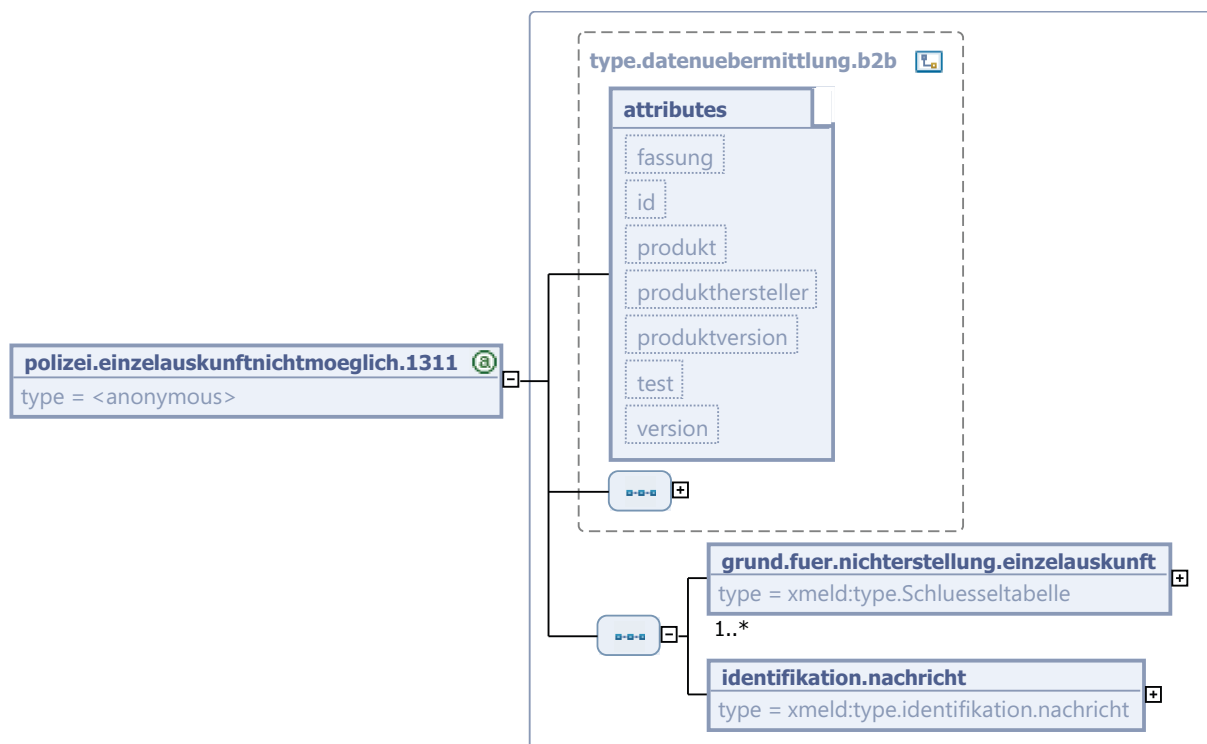 type.datenuebermittlung.b2b
attributes
fassung
id
produkt
produkthersteller
produktversion
test
version
polizei.einzelauskunftnichtmoeglich.1311
type = <anonymous>
grund.fuer.nichterstellung.einzelauskunft
type = xmeld:type.Schluesseltabelle
1..*
identifikation.nachricht
type = xmeld:type.identifikation.nachricht